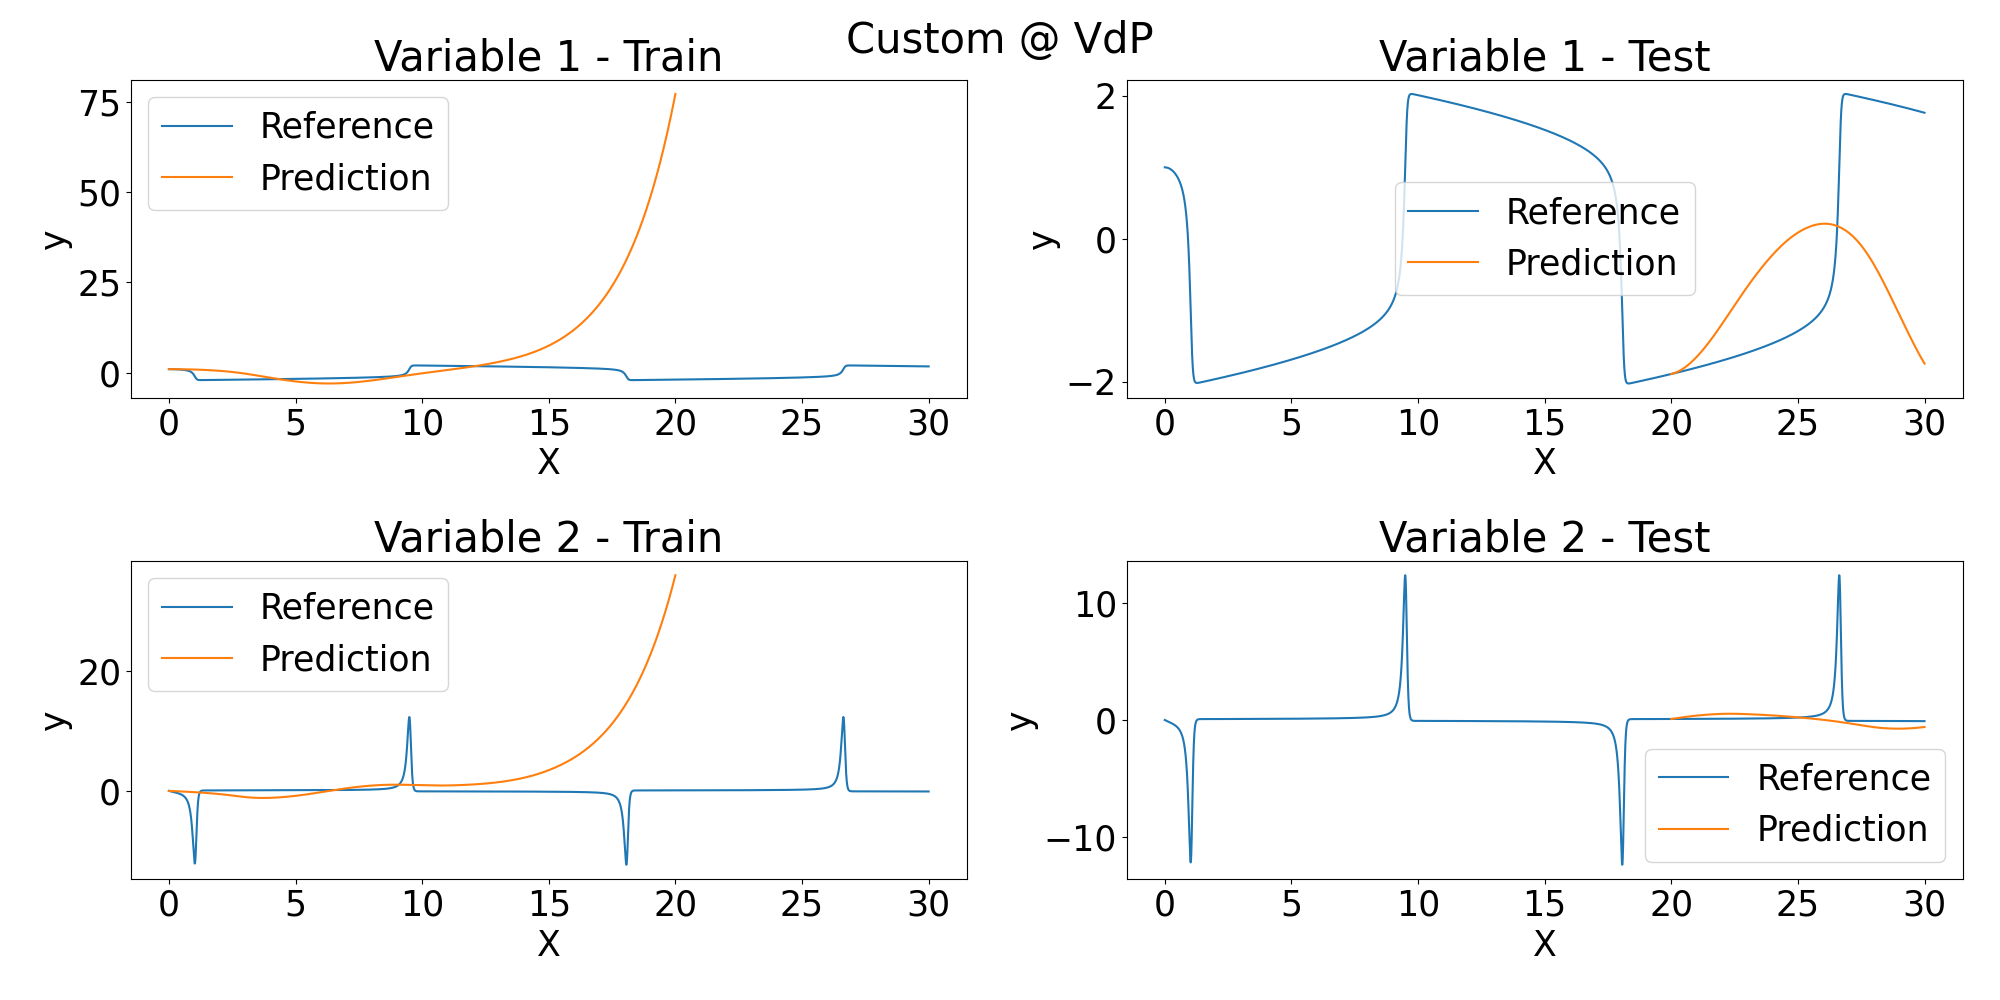 Custom @ VdP
Variable 1 - Train
75
50
25
0
y
Reference
Prediction
0 5 10 15 20 25 30
X
Variable 1 - Test
2
0
−2
y
Reference
Prediction
0 5 10 15 20 25 30
X
Variable 2 - Train
20
0
y
Reference
Prediction
0 5 10 15 20 25 30
X
Variable 2 - Test
10
0
−10
y
Reference
Prediction
0 5 10 15 20 25 30
X